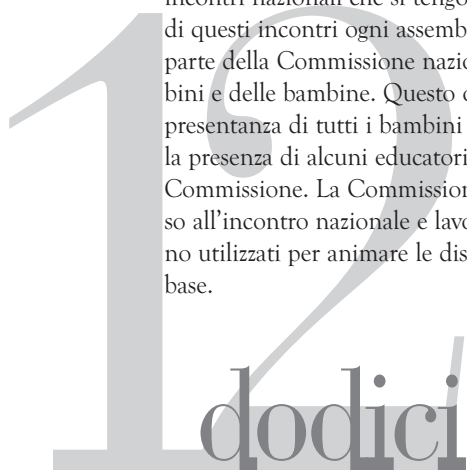 incontri nazionali che si tengo
di questi incontri ogni assemb
parte della Commissione nazio
bini e delle bambine. Questo o
presentanza di tutti i bambini
la presenza di alcuni educatori
Commissione. La Commission
so all'incontro nazionale e lavo
no utilizzati per animare le dis
base.
12
dodici